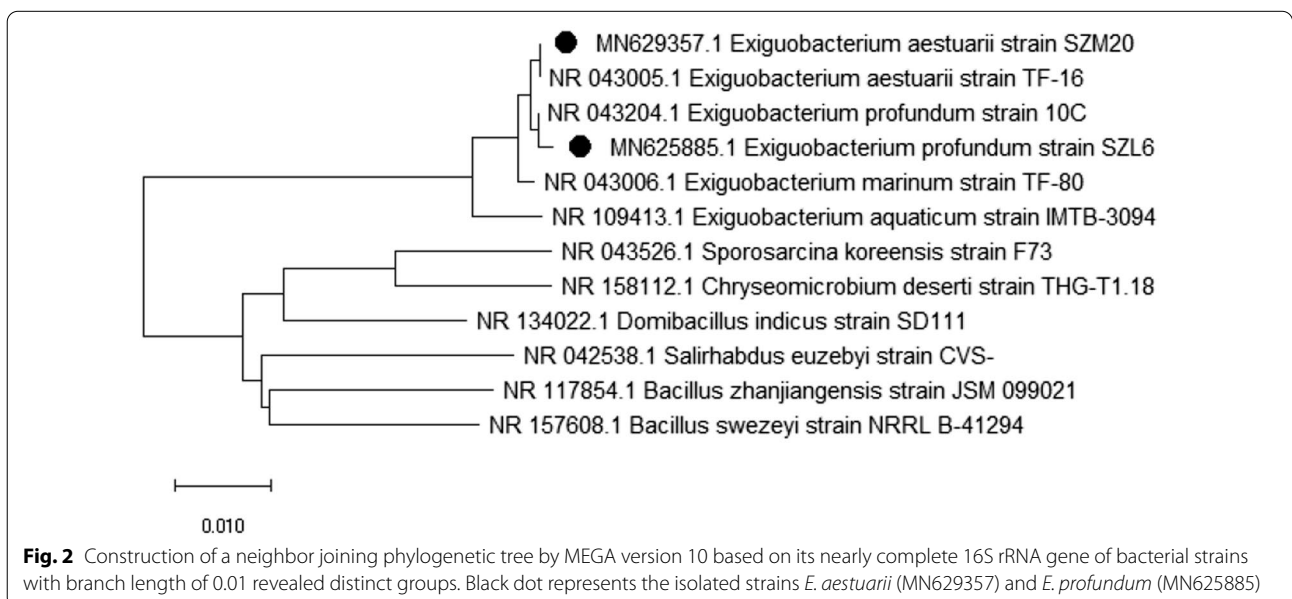 MN629357.1 Exiguobacterium aestuarii strain SZM20
NR 043005.1 Exiguobacterium aestuarii strain TF-16
NR 043204.1 Exiguobacterium profundum strain 10C
MN625885.1 Exiguobacterium profundum strain SZL6
NR 043006.1 Exiguobacterium marinum strain TF-80
NR 109413.1 Exiguobacterium aquaticum strain IMTB-3094
NR 043526.1 Sporosarcina koreensis strain F73
NR 158112.1 Chryseomicrobium deserti strain THG-T1.18
NR 134022.1 Domibacillus indicus strain SD111
NR 042538.1 Salirhabdus euzebyi strain CVS-
NR 117854.1 Bacillus zhanjiangensis strain JSM 099021
NR 157608.1 Bacillus swezeyi strain NRRL B-41294
0.010
Fig. 2 Construction of a neighbor joining phylogenetic tree by MEGA version 10 based on its nearly complete 16S rRNA gene of bacterial strains
with branch length of 0.01 revealed distinct groups. Black dot represents the isolated strains E. aestuarii (MN629357) and E. profundum (MN625885)